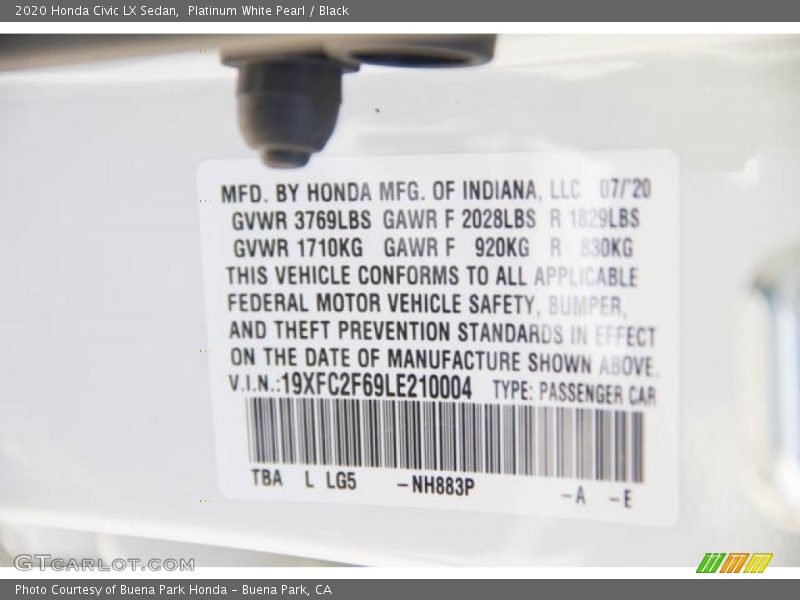 2020 Honda Civic LX Sedan,  Platinum White Pearl / Black
MFD. BY HONDA MFG. OF INDIANA, LLC  07/'20
GVWR 3769LBS  GAWR F 2028LBS  R 1829LBS
GVWR 1710KG  GAWR F  920KG  R  830KG
THIS VEHICLE CONFORMS TO ALL APPLICABLE
FEDERAL MOTOR VEHICLE SAFETY, BUMPER,
AND THEFT PREVENTION STANDARDS IN EFFECT
ON THE DATE OF MANUFACTURE SHOWN ABOVE.
V.I.N.:19XFC2F69LE210004  TYPE: PASSENGER CAR
TBA  L LG5  -NH883P  -A  -E
GTCARLOT.COM
Photo Courtesy of Buena Park Honda - Buena Park, CA